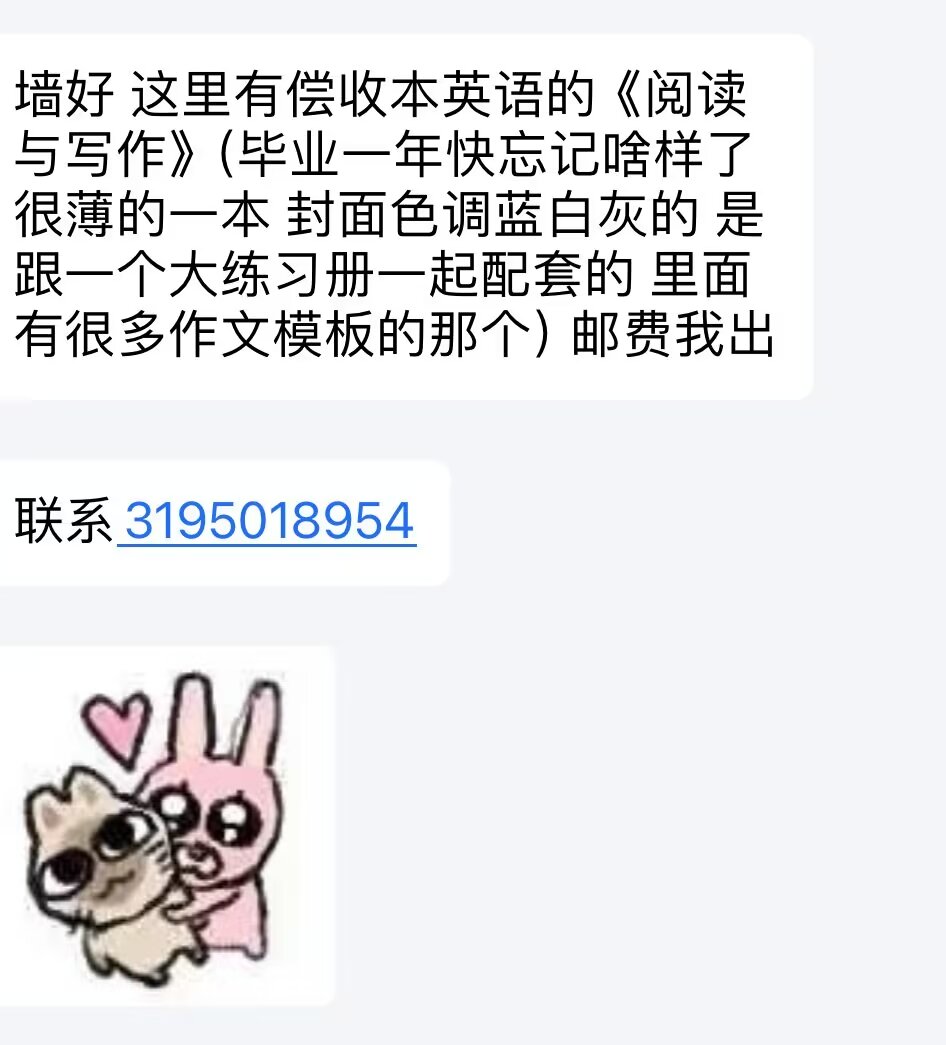 墙好 这里有偿收本英语的《阅读
与写作》(毕业一年快忘记啥样了
很薄的一本 封面色调蓝白灰的 是
跟一个大练习册一起配套的 里面
有很多作文模板的那个) 邮费我出
联系 3195018954